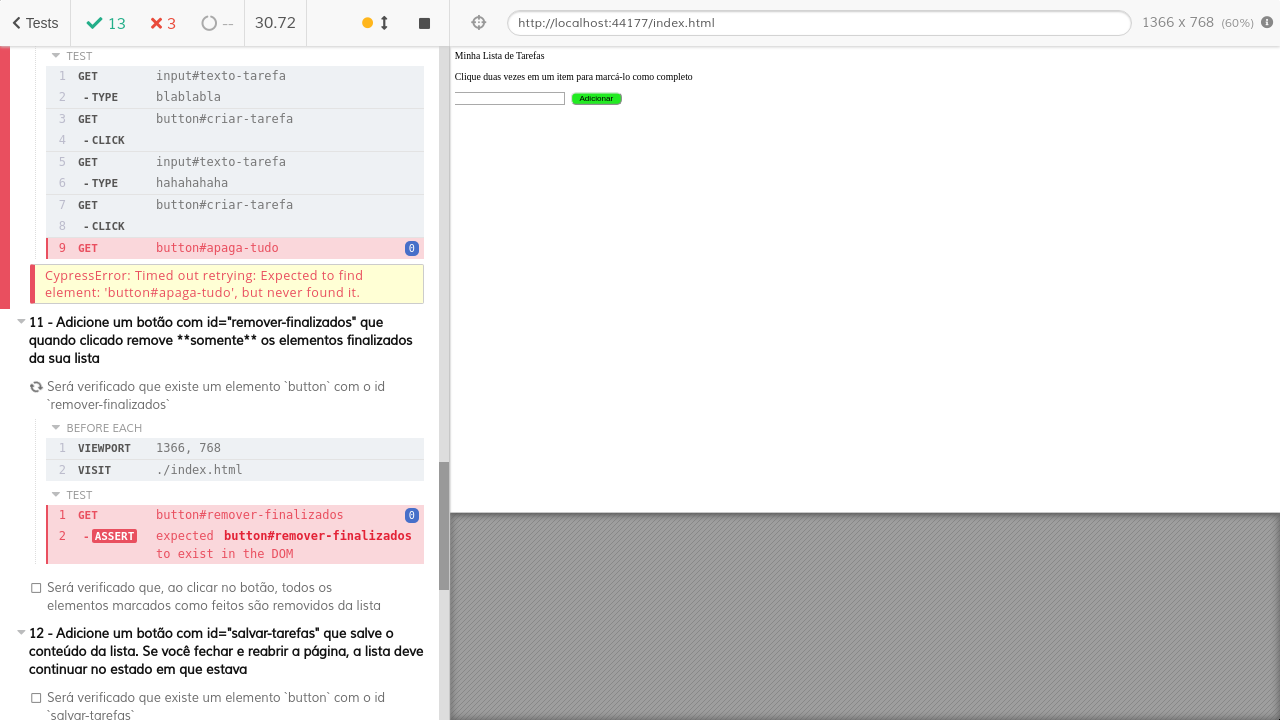 Tests 13 3 -- 30.72 http://localhost:44177/index.html 1366 x 768 (60%)
TEST
1 GET input#texto-tarefa
2 - TYPE blablabla
3 GET button#criar-tarefa
4 - CLICK
5 GET input#texto-tarefa
6 - TYPE hahahahaha
7 GET button#criar-tarefa
8 - CLICK
9 GET button#apaga-tudo 0
CypressError: Timed out retrying: Expected to find
element: 'button#apaga-tudo', but never found it.
11 - Adicione um botão com id="remover-finalizados" que
quando clicado remove **somente** os elementos finalizados
da sua lista
Será verificado que existe um elemento `button` com o id
`remover-finalizados`
BEFORE EACH
1 VIEWPORT 1366, 768
2 VISIT ./index.html
TEST
1 GET button#remover-finalizados 0
2 - ASSERT expected button#remover-finalizados
to exist in the DOM
Será verificado que, ao clicar no botão, todos os
elementos marcados como feitos são removidos da lista
12 - Adicione um botão com id="salvar-tarefas" que salve o
conteúdo da lista. Se você fechar e reabrir a página, a lista deve
continuar no estado em que estava
Será verificado que existe um elemento `button` com o id
`salvar-tarefas`
Minha Lista de Tarefas
Clique duas vezes em um item para marcá-lo como completo
Adicionar